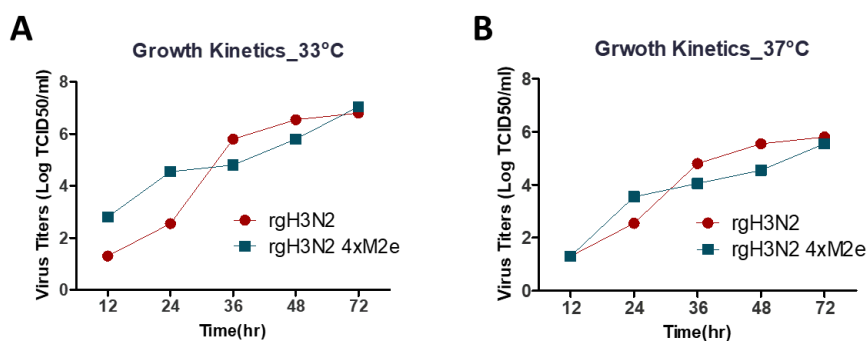 A
Growth Kinetics_33°C
Virus Titers (Log TCID50/ml)
8
6
4
2
0
12 24 36 48 72
Time(hr)
rgH3N2
rgH3N2 4xM2e
B
Grwoth Kinetics_37°C
Virus Titers (Log TCID50/ml)
8
6
4
2
0
12 24 36 48 72
Time(hr)
rgH3N2
rgH3N2 4xM2e